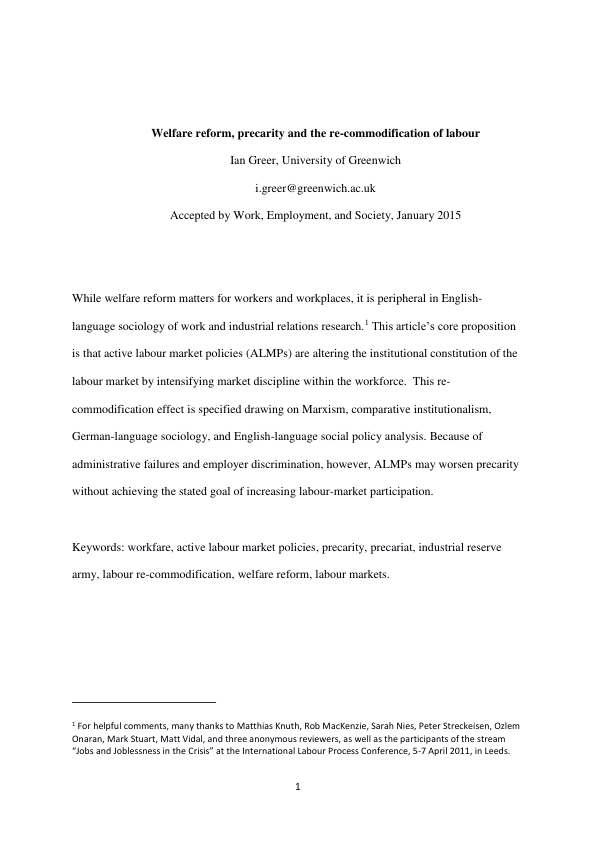 Welfare reform, precarity and the re-commodification of labour
Ian Greer, University of Greenwich
i.greer@greenwich.ac.uk
Accepted by Work, Employment, and Society, January 2015
While welfare reform matters for workers and workplaces, it is peripheral in English-
language sociology of work and industrial relations research.1 This article’s core proposition
is that active labour market policies (ALMPs) are altering the institutional constitution of the
labour market by intensifying market discipline within the workforce.  This re-
commodification effect is specified drawing on Marxism, comparative institutionalism,
German-language sociology, and English-language social policy analysis. Because of
administrative failures and employer discrimination, however, ALMPs may worsen precarity
without achieving the stated goal of increasing labour-market participation.
Keywords: workfare, active labour market policies, precarity, precariat, industrial reserve
army, labour re-commodification, welfare reform, labour markets.
1 For helpful comments, many thanks to Matthias Knuth, Rob MacKenzie, Sarah Nies, Peter Streckeisen, Ozlem
Onaran, Mark Stuart, Matt Vidal, and three anonymous reviewers, as well as the participants of the stream
“Jobs and Joblessness in the Crisis” at the International Labour Process Conference, 5-7 April 2011, in Leeds.
1